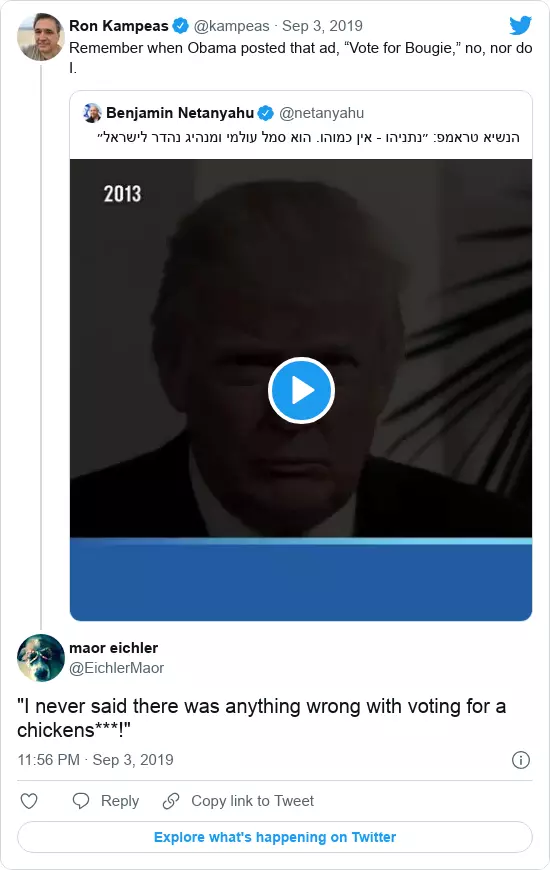 Ron Kampeas @kampeas · Sep 3, 2019
Remember when Obama posted that ad, “Vote for Bougie,” no, nor do
I.
Benjamin Netanyahu @netanyahu
הנשיא טראמפ: ״נתניהו - אין כמוהו. הוא סמל עולמי ומנהיג נהדר לישראל״
2013
maor eichler
@EichlerMaor
"I never said there was anything wrong with voting for a
chickens***!"
11:56 PM · Sep 3, 2019
Reply
Copy link to Tweet
Explore what's happening on Twitter